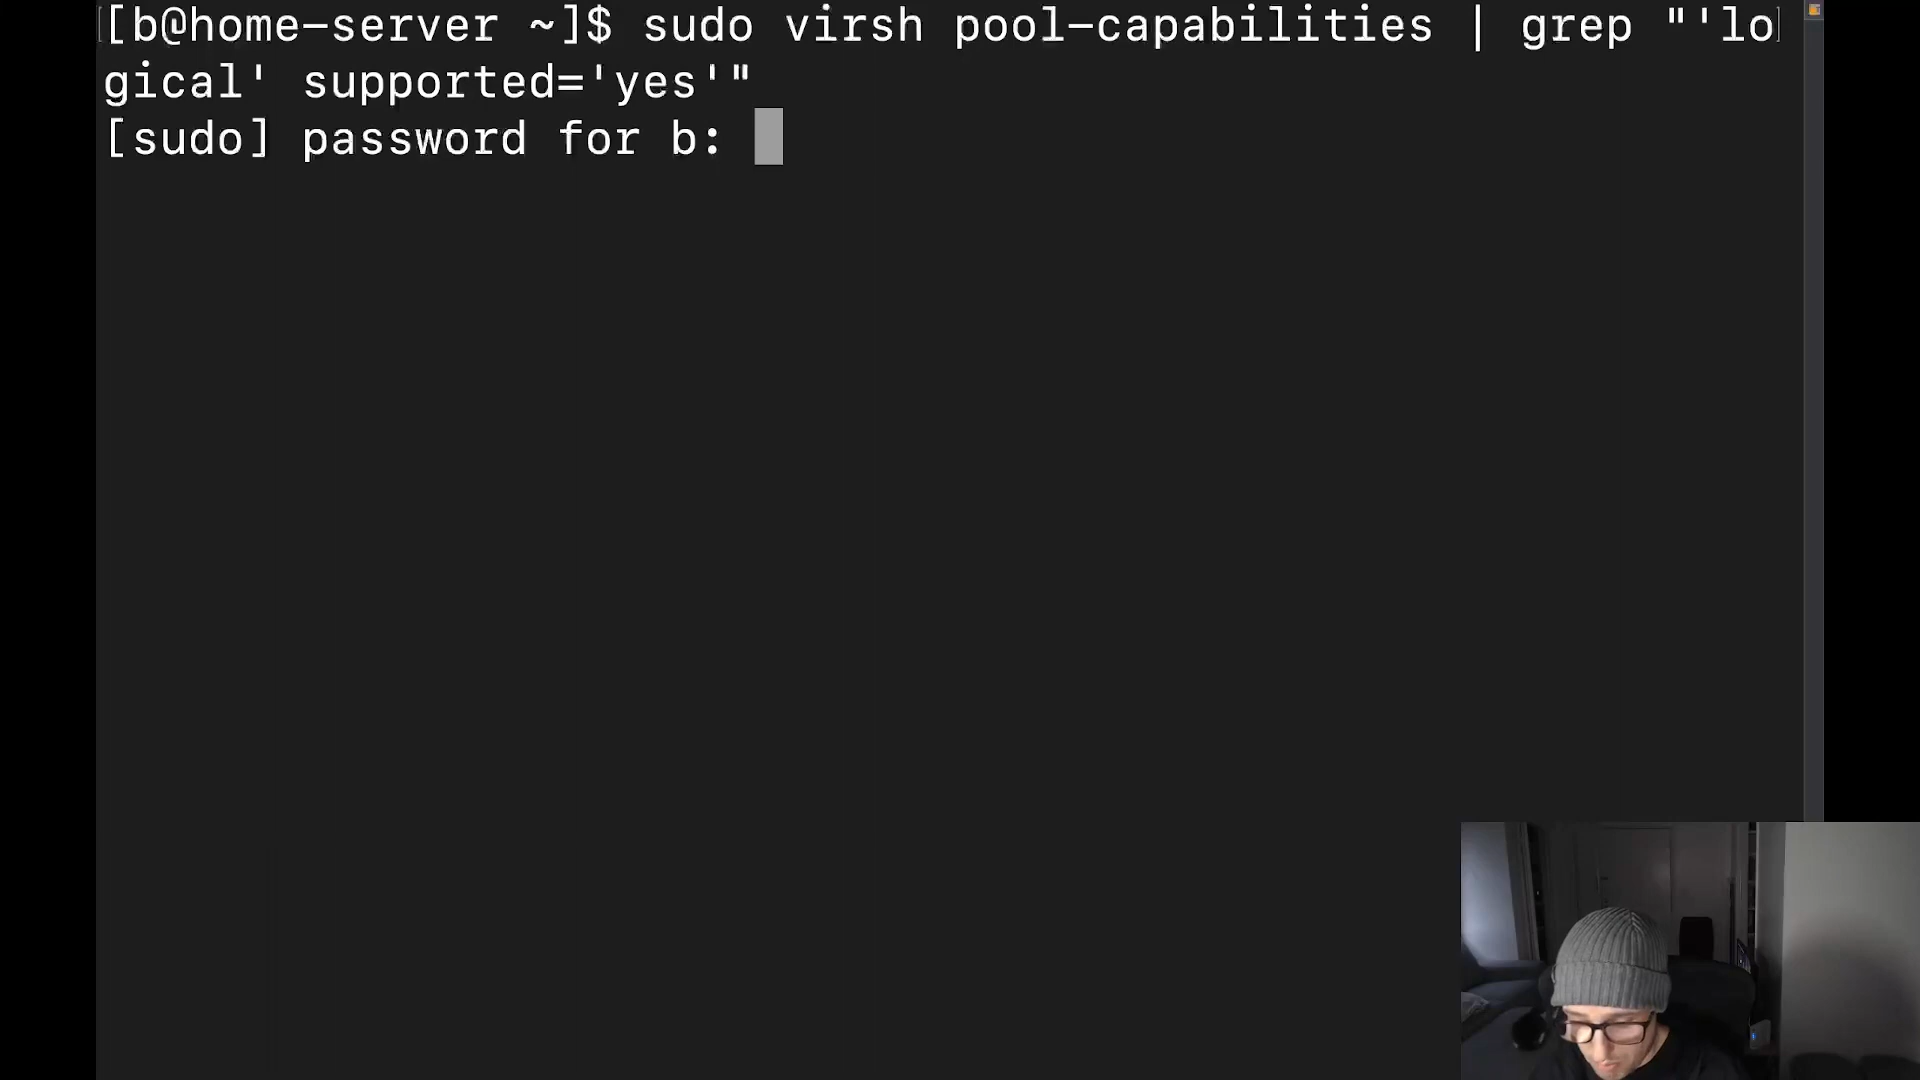 [b@home-server ~]$ sudo virsh pool-capabilities | grep "'lo
gical' supported='yes'"
[sudo] password for b: